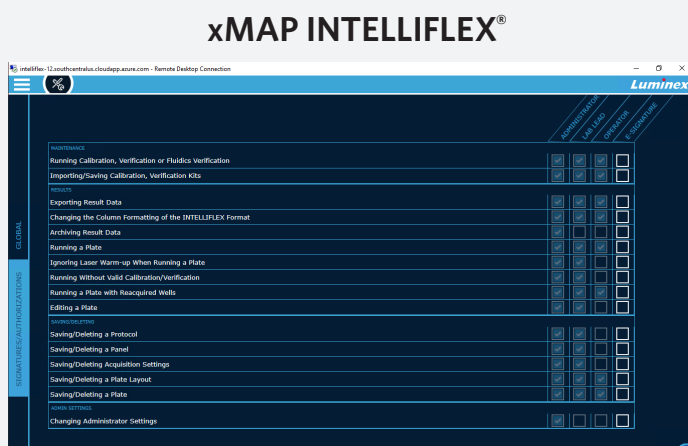 xMAP INTELLIFLEX®
intelliflex-12.southcentralus.cloudapp.azure.com - Remote Desktop Connection
Luminex
ADMINISTRATOR
LAB LEAD
OPERATOR
E-SIGNATURE
MAINTENANCE
Running Calibration, Verification or Fluidics Verification
Importing/Saving Calibration, Verification Kits
RESULTS
Exporting Result Data
Changing the Column Formatting of the INTELLIFLEX Format
Archiving Result Data
Running a Plate
Ignoring Laser Warm-up When Running a Plate
Running Without Valid Calibration/Verification
Running a Plate with Reacquired Wells
Editing a Plate
SAVING/DELETING
Saving/Deleting a Protocol
Saving/Deleting a Panel
Saving/Deleting Acquisition Settings
Saving/Deleting a Plate Layout
Saving/Deleting a Plate
ADMIN SETTINGS
Changing Administrator Settings
GLOBAL
SIGNATURES/AUTHORIZATIONS